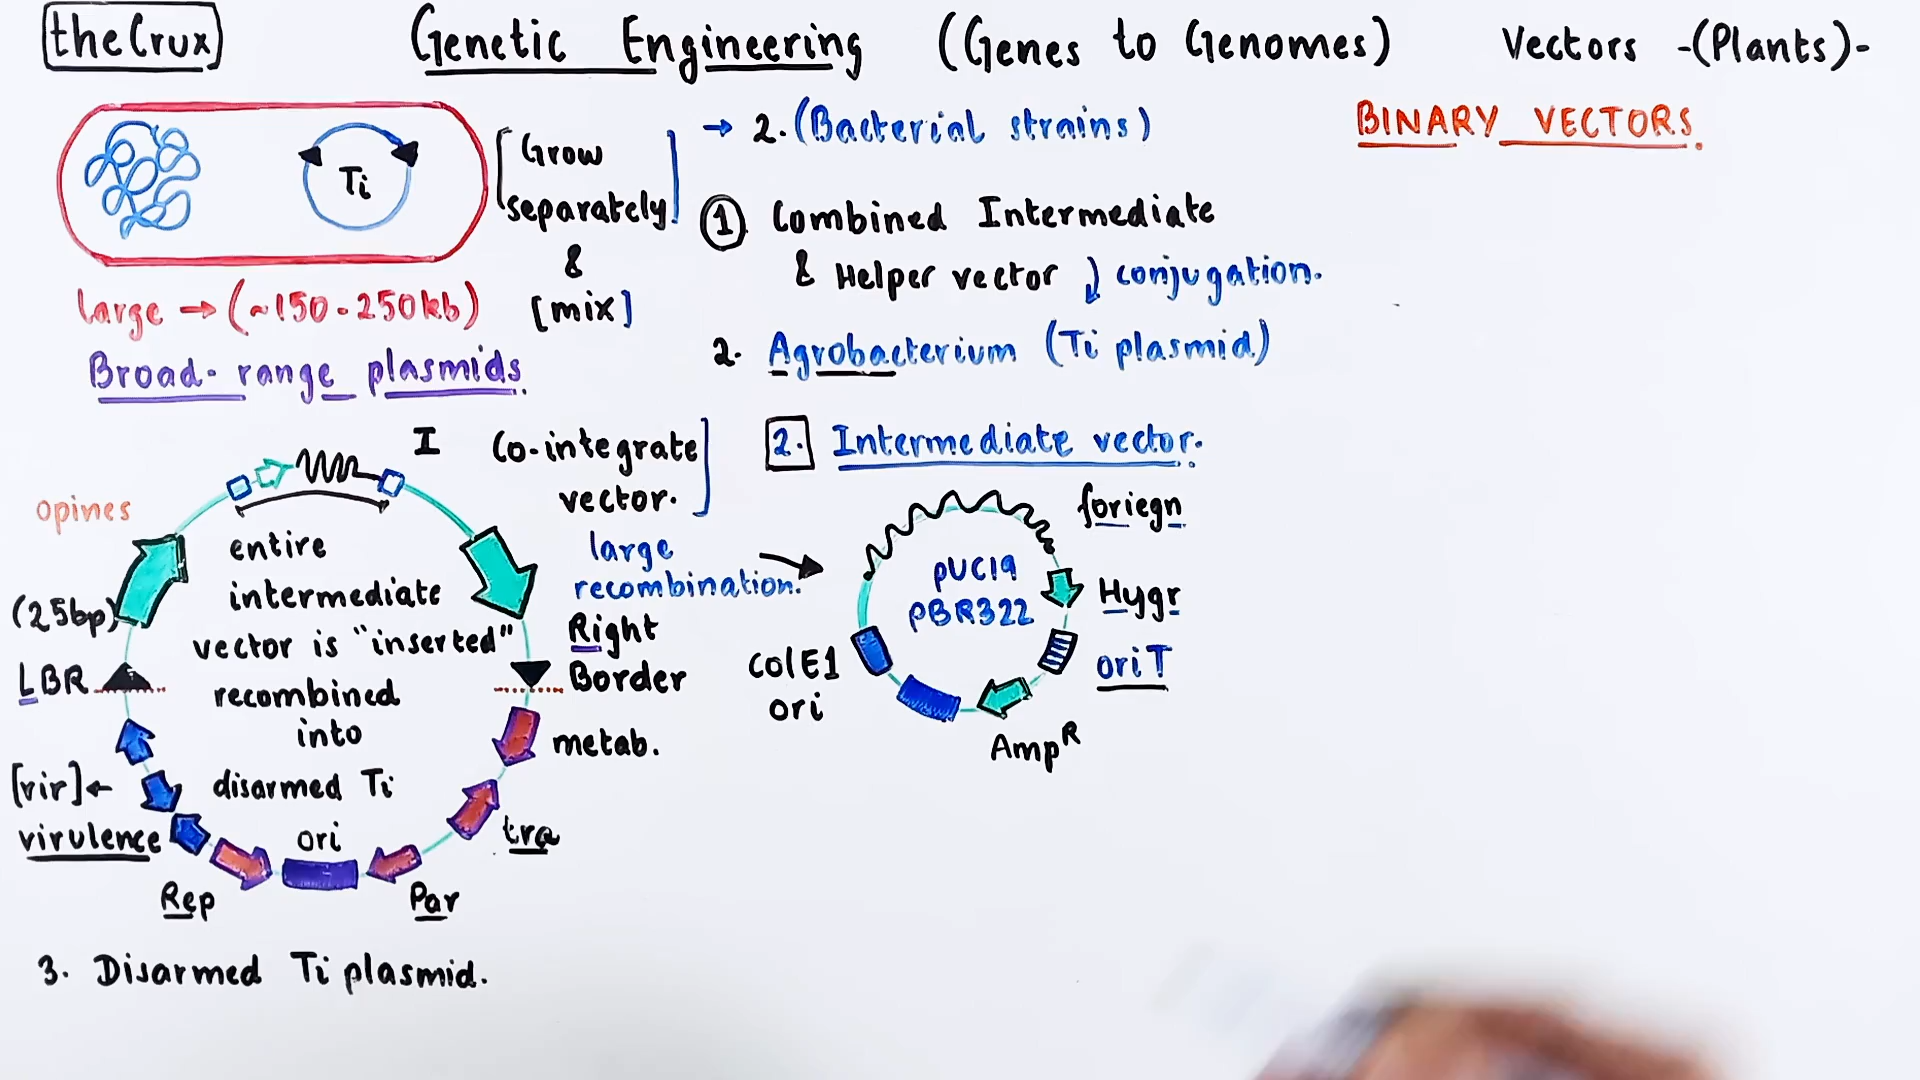 theCrux
Genetic Engineering (Genes to Genomes) Vectors -(Plants)-
Ti
[Grow
separately]
&
[mix]
large → (~150-250kb)
Broad-range plasmids.
→ 2. (Bacterial strains)
① Combined Intermediate
& Helper vector ⤵ conjugation.
2. Agrobacterium (Ti plasmid)
BINARY VECTORS.
I Co-integrate
vector.
large
recombination.
opines
(25bp)
LBR
[vir]←
virulence
Rep
ori
Par
tra
metab.
Right
Border
entire
intermediate
vector is "inserted"
recombined
into
disarmed Ti
3. Disarmed Ti plasmid.
2. Intermediate vector.
foriegn
pUC19
pBR322
Hygr
oriT
AmpR
colE1
ori